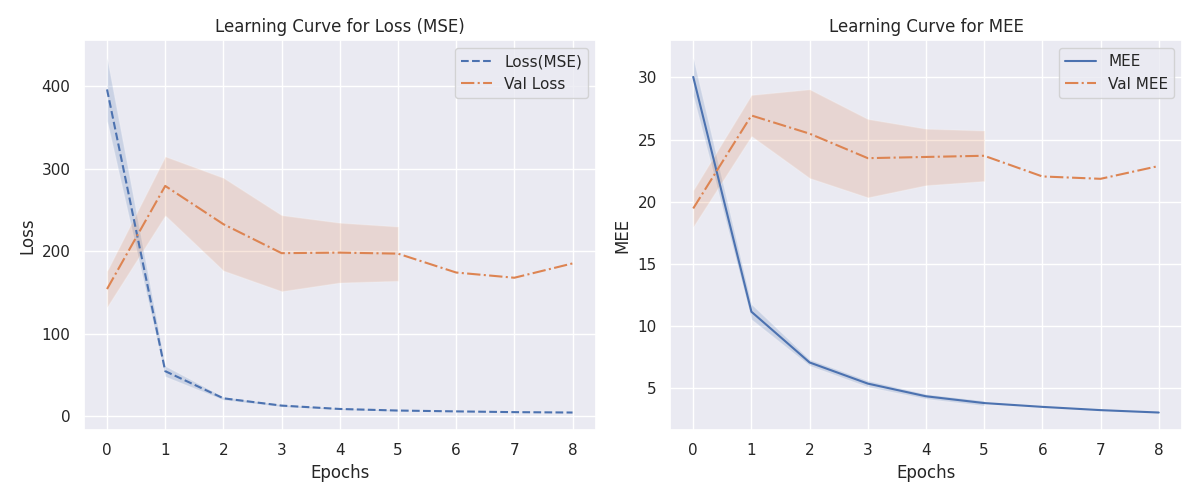 Learning Curve for Loss (MSE)
Loss(MSE)
Val Loss
Loss
400
300
200
100
0
0 1 2 3 4 5 6 7 8
Epochs
Learning Curve for MEE
MEE
Val MEE
MEE
30
25
20
15
10
5
0 1 2 3 4 5 6 7 8
Epochs